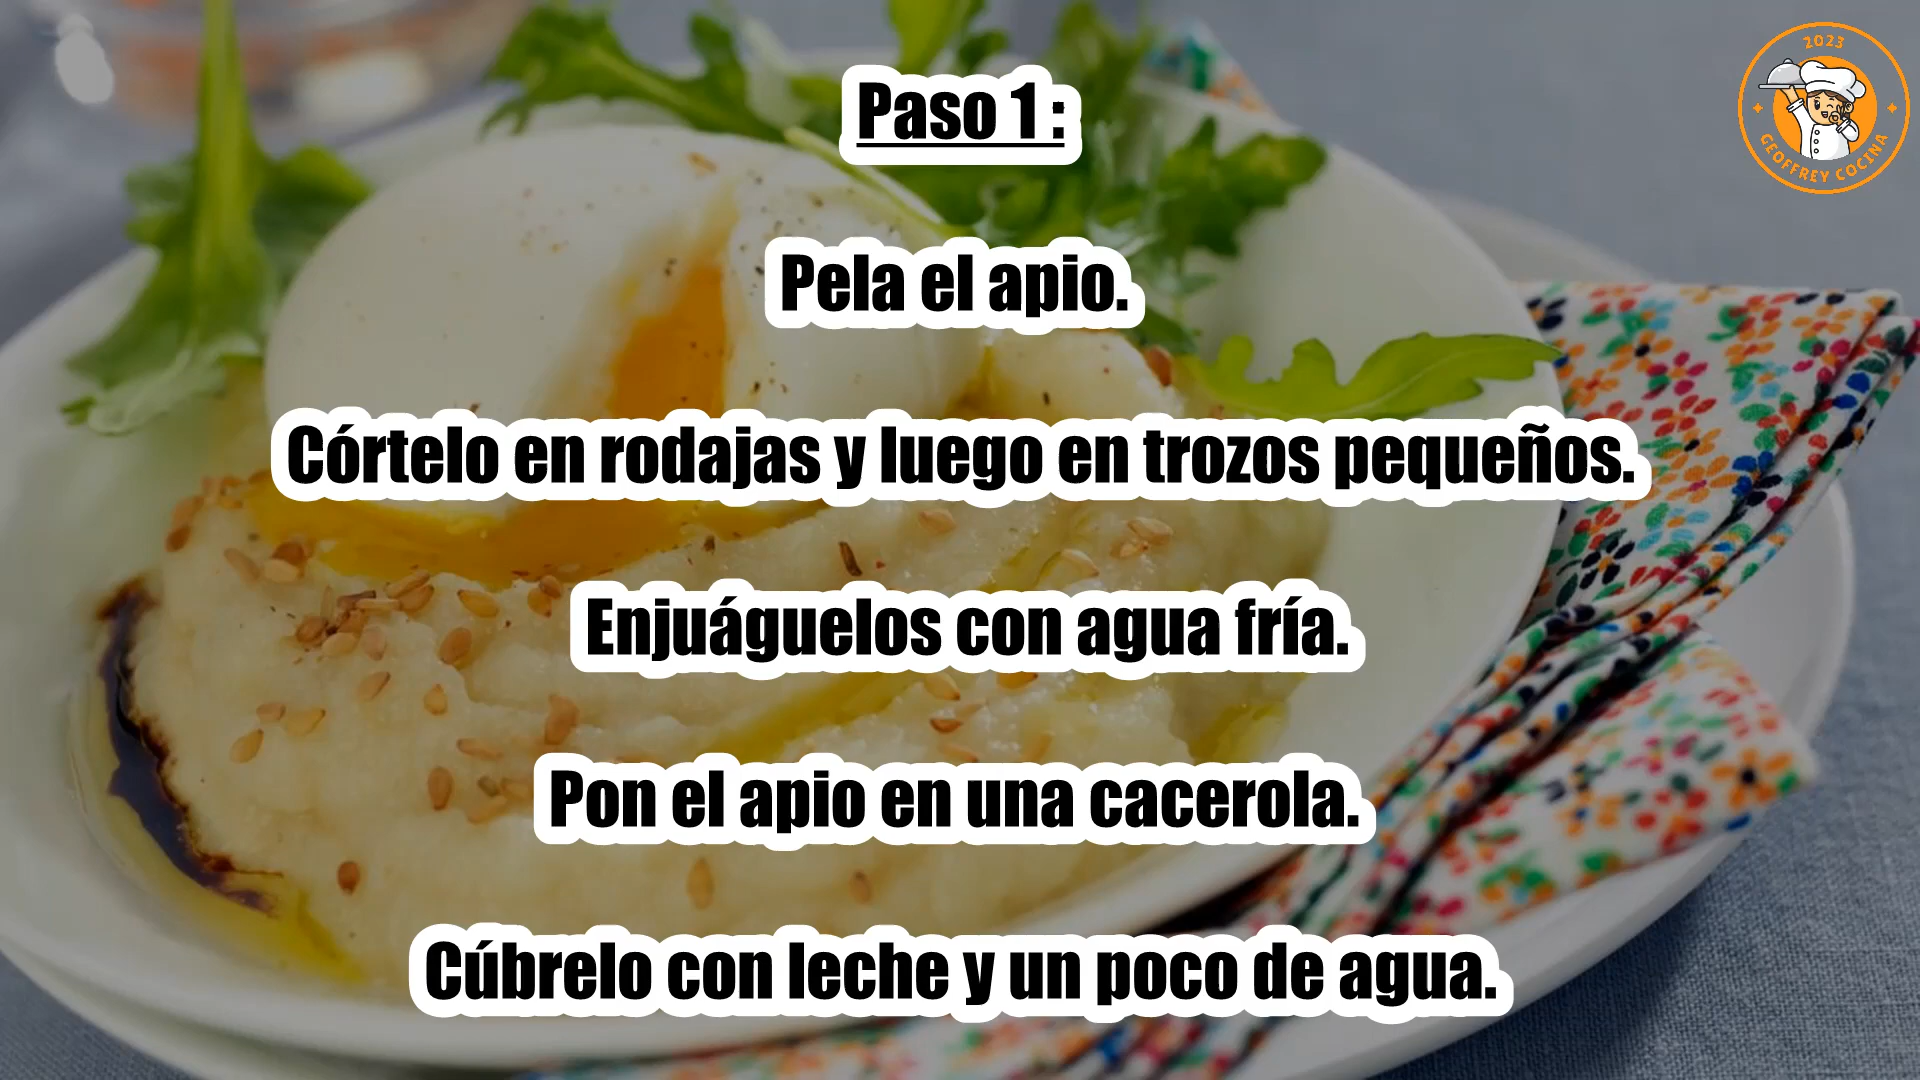 2023
GEOFFREY COCINA
Paso 1 :
Pela el apio.
Córtelo en rodajas y luego en trozos pequeños.
Enjuáguelos con agua fría.
Pon el apio en una cacerola.
Cúbrelo con leche y un poco de agua.